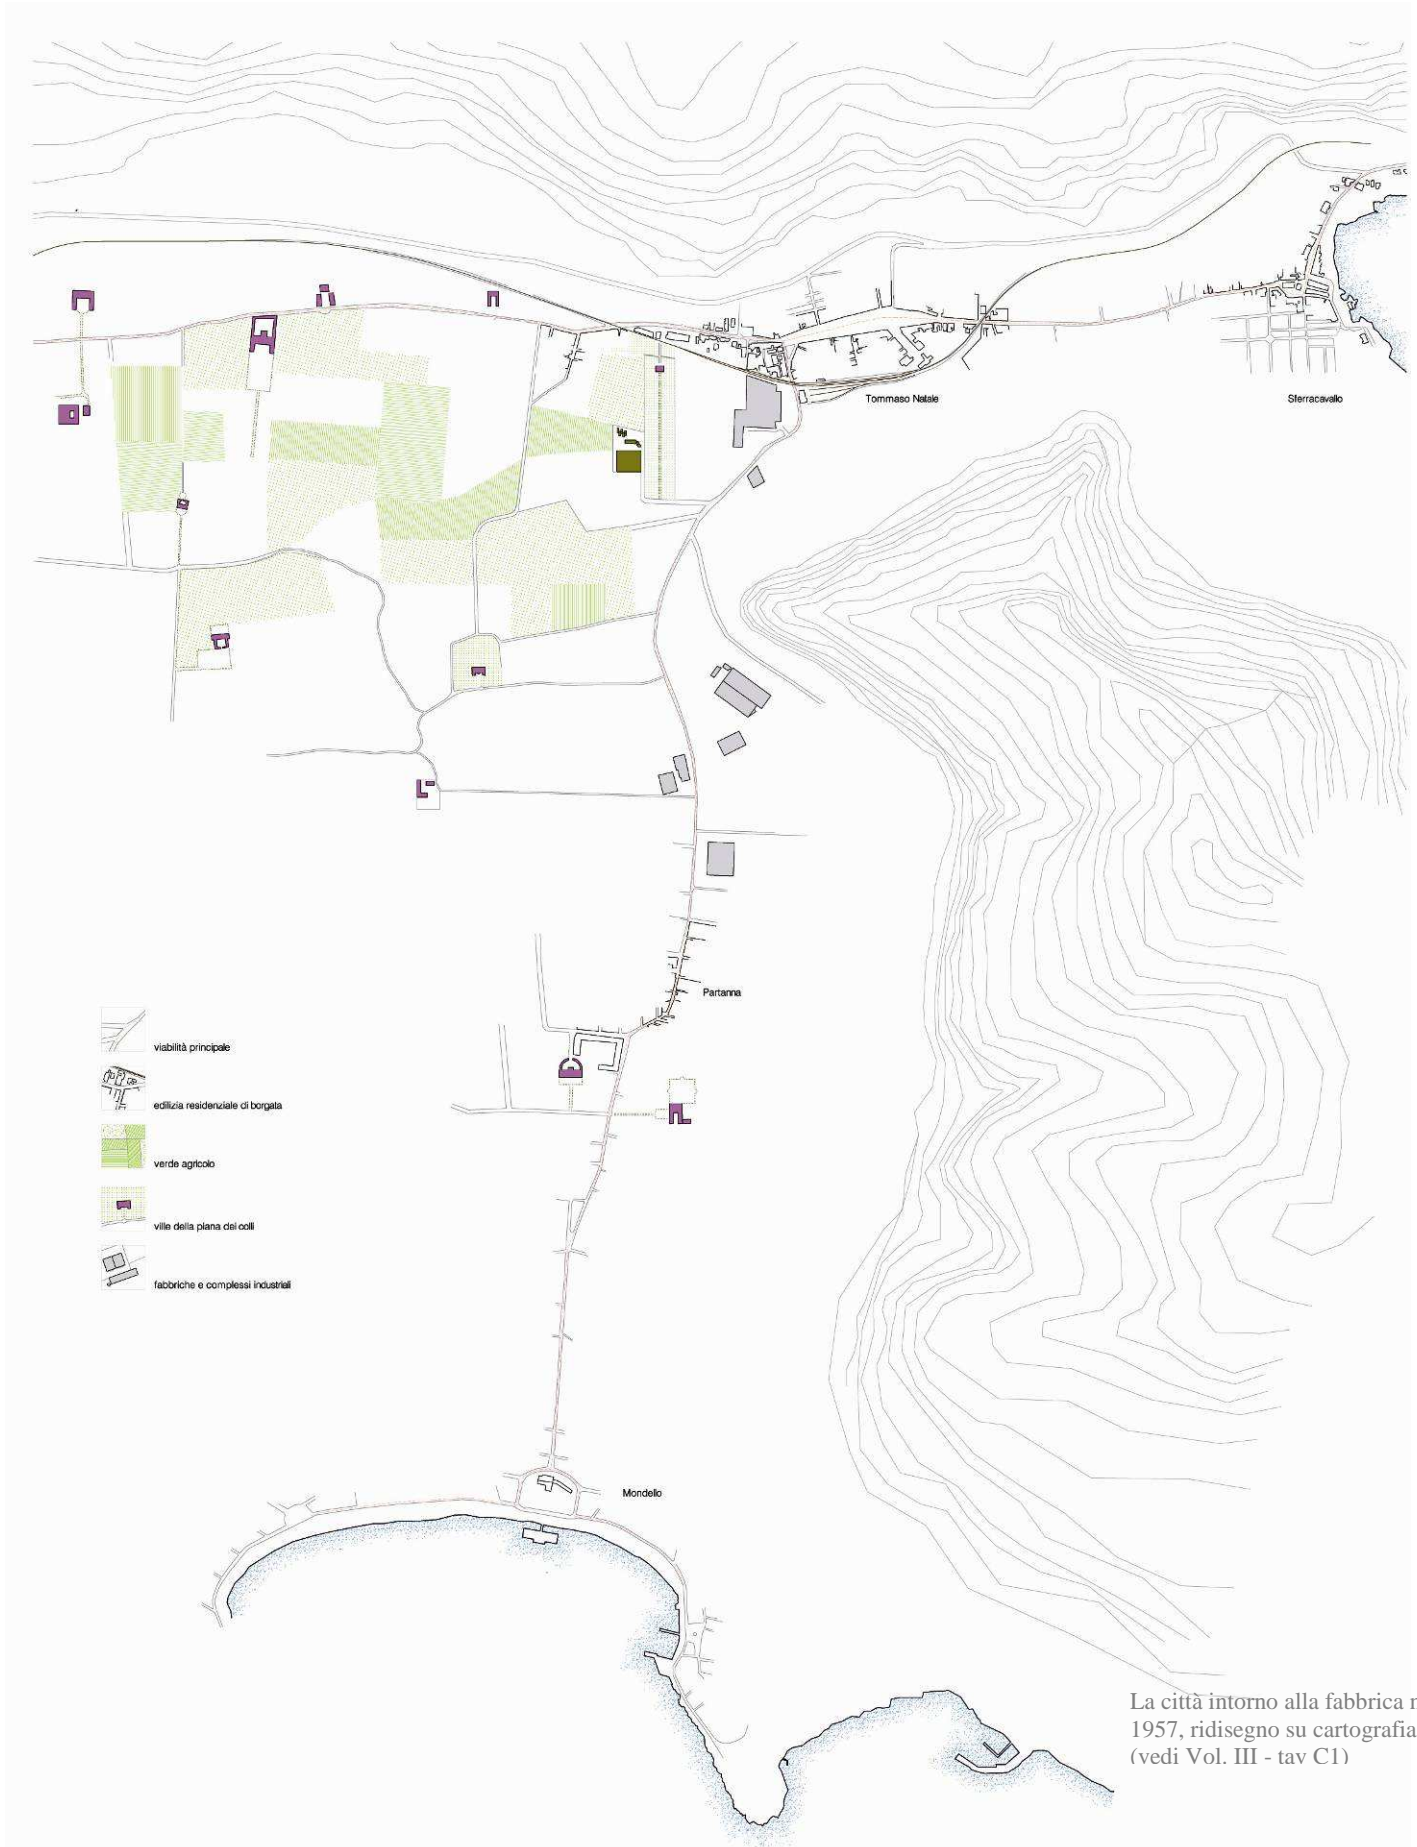 Tommaso Natale
Sferracavallo
Partanna
viabilità principale
edilizia residenziale di borgata
verde agricolo
ville della piana dei colli
fabbriche e complessi industriali
Mondello
La città intorno alla fabbrica
1957, ridisegno su cartografia
(vedi Vol. III - tav C1)